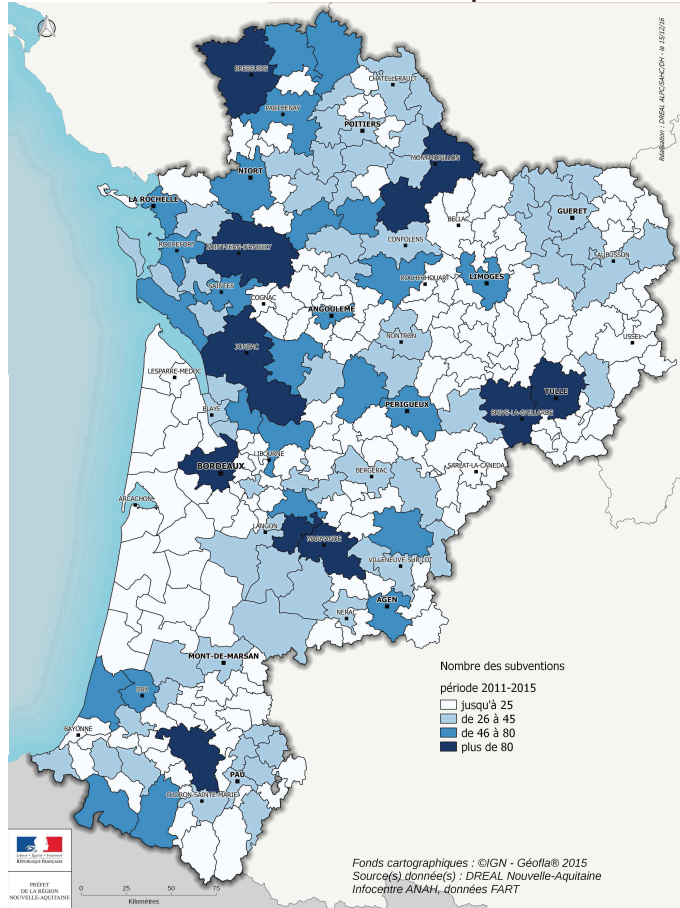 Réalisation : DREAL ALPC/SAHC/DH - le 15/12/16
BRESSUIRE
CHATELLERAULT
PARTHENAY
POITIERS
MONTMORILLON
NIORT
LA ROCHELLE
GUERET
BELLAC
ROCHEFORT
SAINT-JEAN-D'ANGELY
CONFOLENS
AUBUSSON
ROCHECHOUART
LIMOGES
SAINTES
COGNAC
ANGOULEME
JONZAC
NONTRON
USSEL
LESPARRE-MEDOC
TULLE
BLAYE
PERIGUEUX
BRIVE-LA-GAILLARDE
LIBOURNE
BORDEAUX
BERGERAC
SARLAT-LA-CANEDA
ARCACHON
LANGON
MARMANDE
VILLENEUVE-SUR-LOT
AGEN
NERAC
MONT-DE-MARSAN
DAX
BAYONNE
PAU
OLORON-SAINTE-MARIE
Nombre des subventions
période 2011-2015
jusqu'à 25
de 26 à 45
de 46 à 80
plus de 80
Liberté • Égalité • Fraternité
RÉPUBLIQUE FRANÇAISE
PRÉFET
DE LA RÉGION
NOUVELLE-AQUITAINE
0 25 50 75
Kilomètres
Fonds cartographiques : ©IGN - Géofla® 2015
Source(s) donnée(s) : DREAL Nouvelle-Aquitaine
Infocentre ANAH, données FART